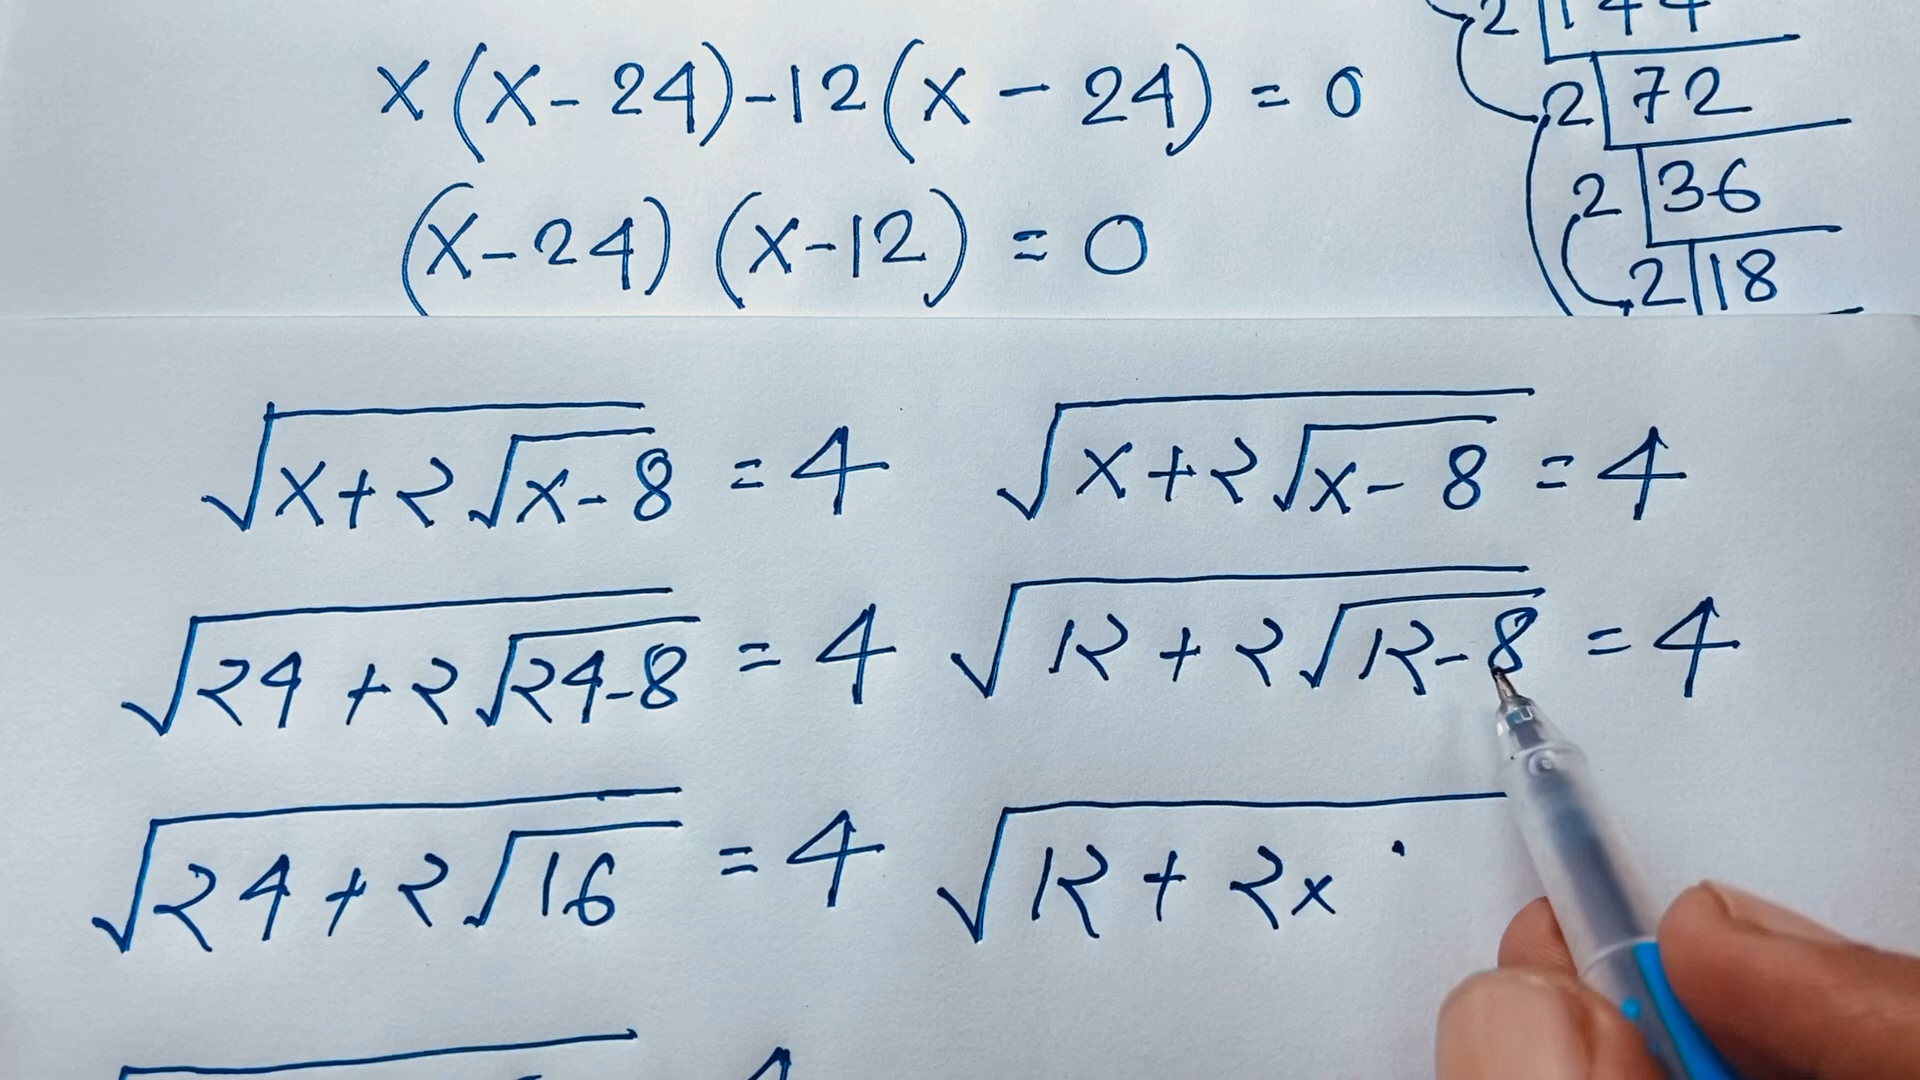 x(x-24)-12(x-24)=0
(x-24)(x-12)=0
2|144
2|72
2|36
2|18
√(x+2√(x-8))=4
√(24+2√(24-8))=4
√(24+2√16)=4
√(x+2√(x-8))=4
√(12+2√(12-8))=4
√(12+2x